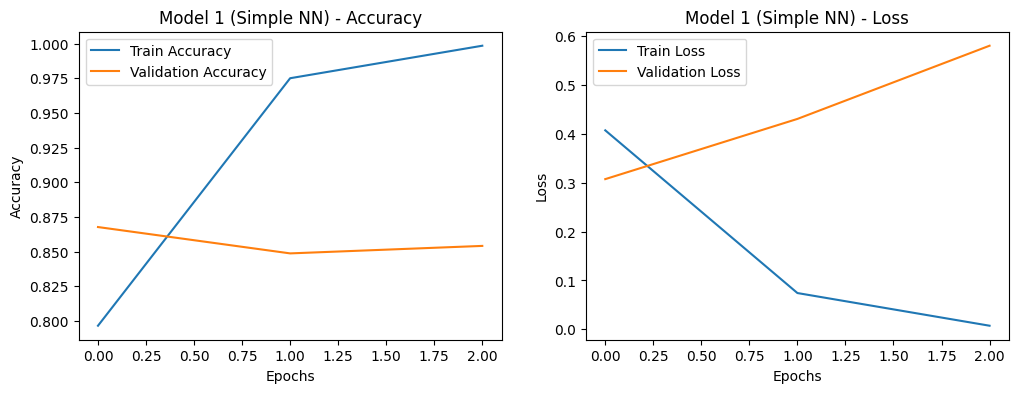 Model 1 (Simple NN) - Accuracy
Train Accuracy
Validation Accuracy
1.000
0.975
0.950
0.925
0.900
0.875
0.850
0.825
0.800
Accuracy
0.00 0.25 0.50 0.75 1.00 1.25 1.50 1.75 2.00
Epochs
Model 1 (Simple NN) - Loss
Train Loss
Validation Loss
0.6
0.5
0.4
0.3
0.2
0.1
0.0
Loss
0.00 0.25 0.50 0.75 1.00 1.25 1.50 1.75 2.00
Epochs